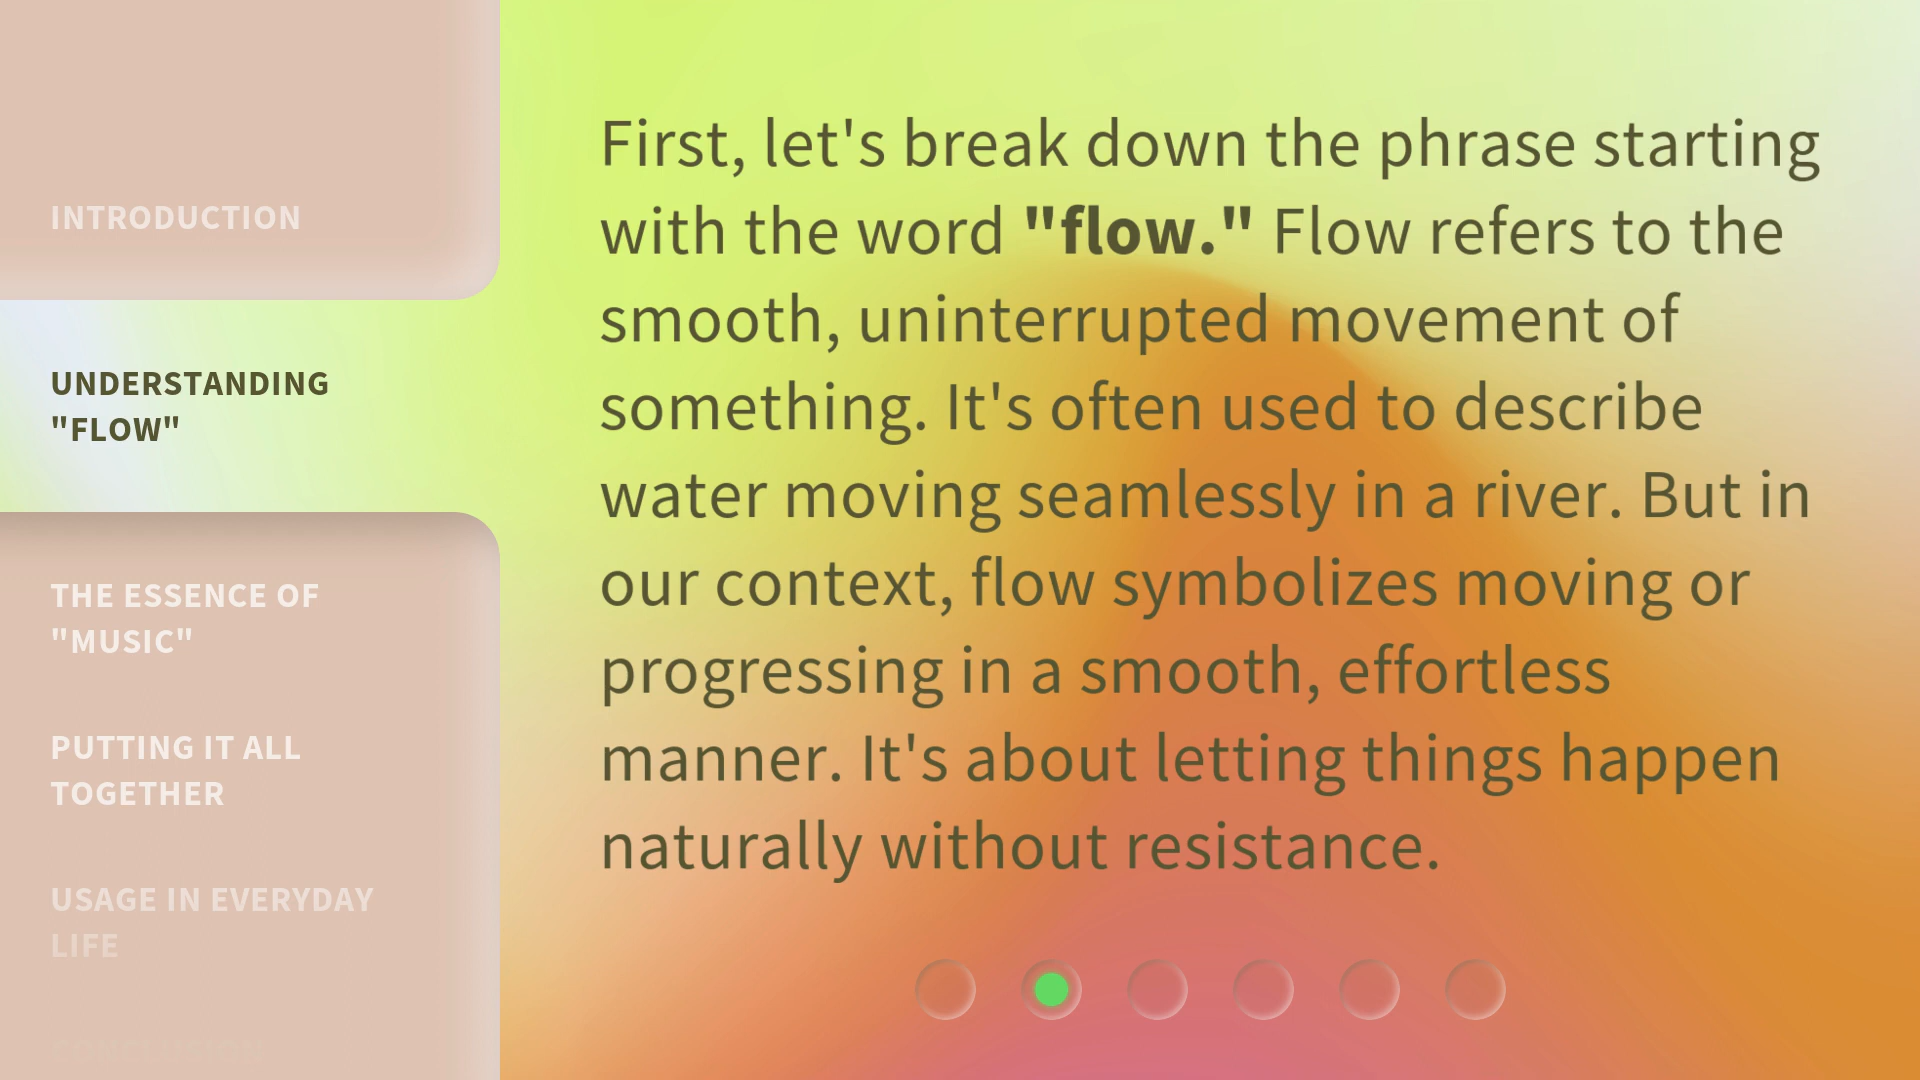 INTRODUCTION
UNDERSTANDING
"FLOW"
THE ESSENCE OF
"MUSIC"
PUTTING IT ALL
TOGETHER
USAGE IN EVERYDAY
LIFE
CONCLUSION
First, let's break down the phrase starting
with the word "flow." Flow refers to the
smooth, uninterrupted movement of
something. It's often used to describe
water moving seamlessly in a river. But in
our context, flow symbolizes moving or
progressing in a smooth, effortless
manner. It's about letting things happen
naturally without resistance.